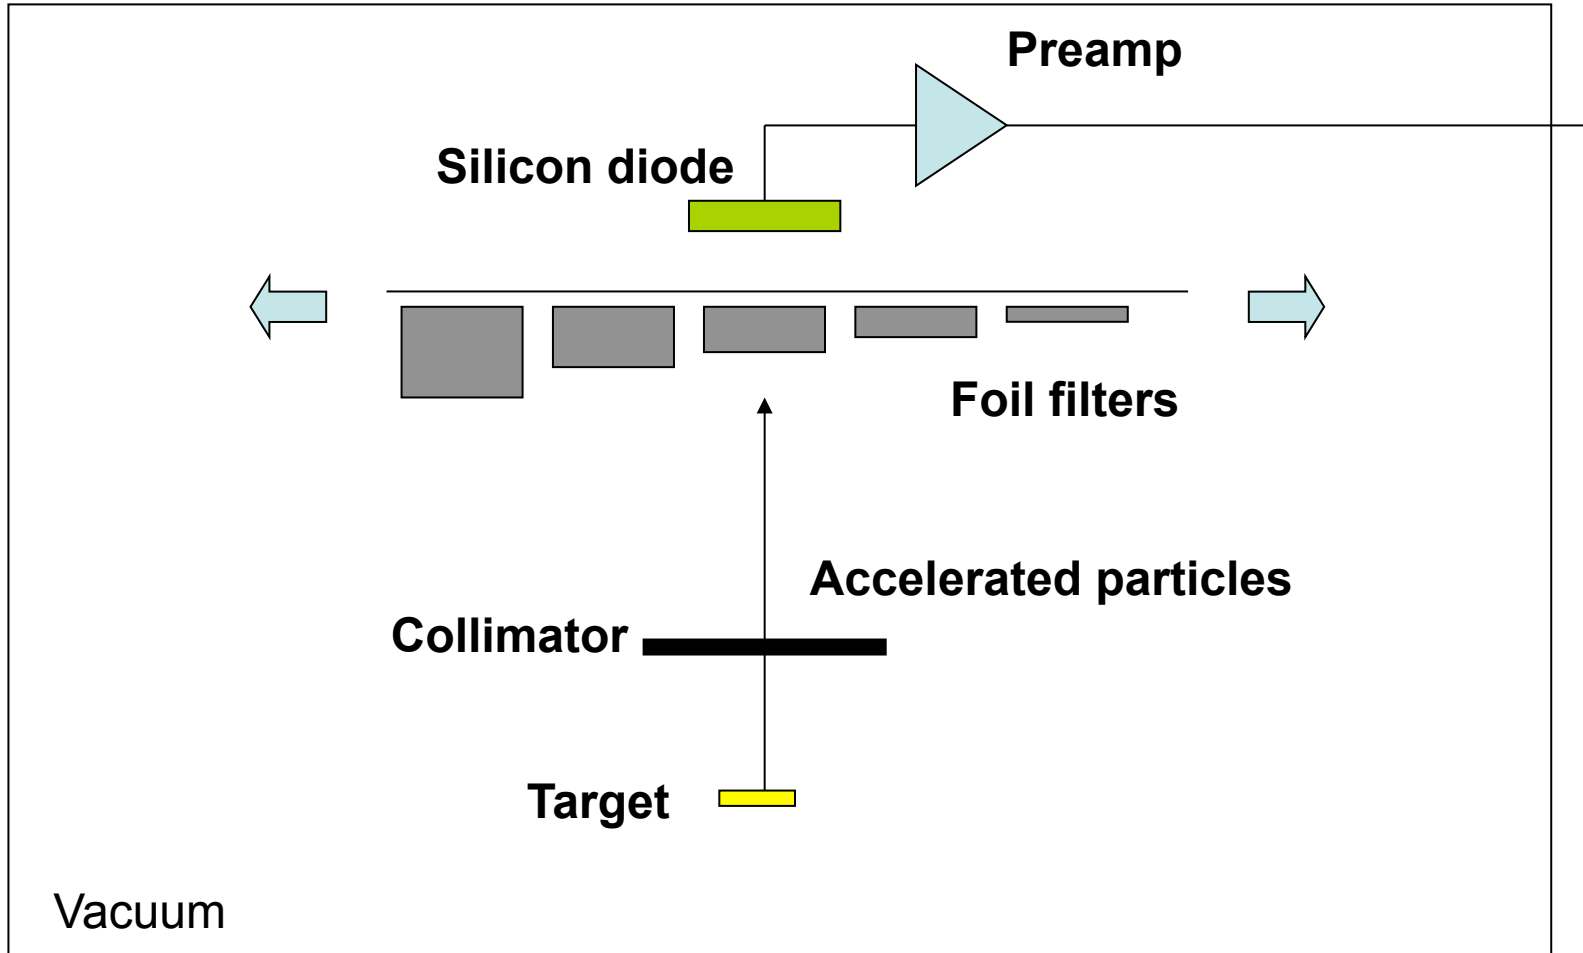 Preamp
Silicon diode
Foil filters
Accelerated particles
Collimator
Target
Vacuum